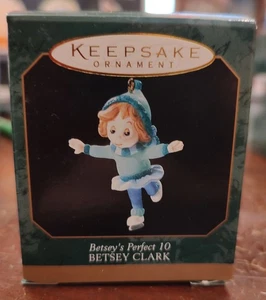 KEEPSAKE
ORNAMENT
Betsey's Perfect 10
BETSEY CLARK